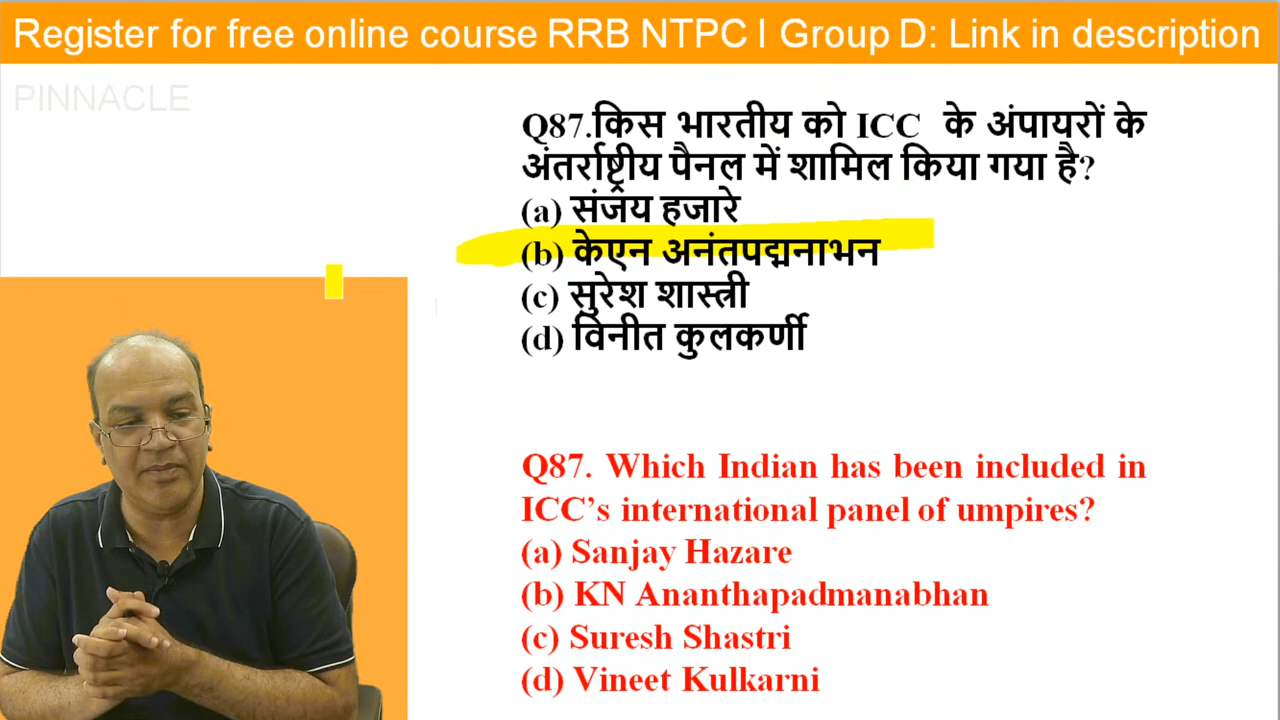 Register for free online course RRB NTPC I Group D: Link in description
PINNACLE
Q87.किस भारतीय को ICC के अंपायरों के
अंतर्राष्ट्रीय पैनल में शामिल किया गया है?
(a) संजय हजारे
(b) केएन अनंतपद्मनाभन
(c) सुरेश शास्त्री
(d) विनीत कुलकर्णी
Q87. Which Indian has been included in
ICC’s international panel of umpires?
(a) Sanjay Hazare
(b) KN Ananthapadmanabhan
(c) Suresh Shastri
(d) Vineet Kulkarni